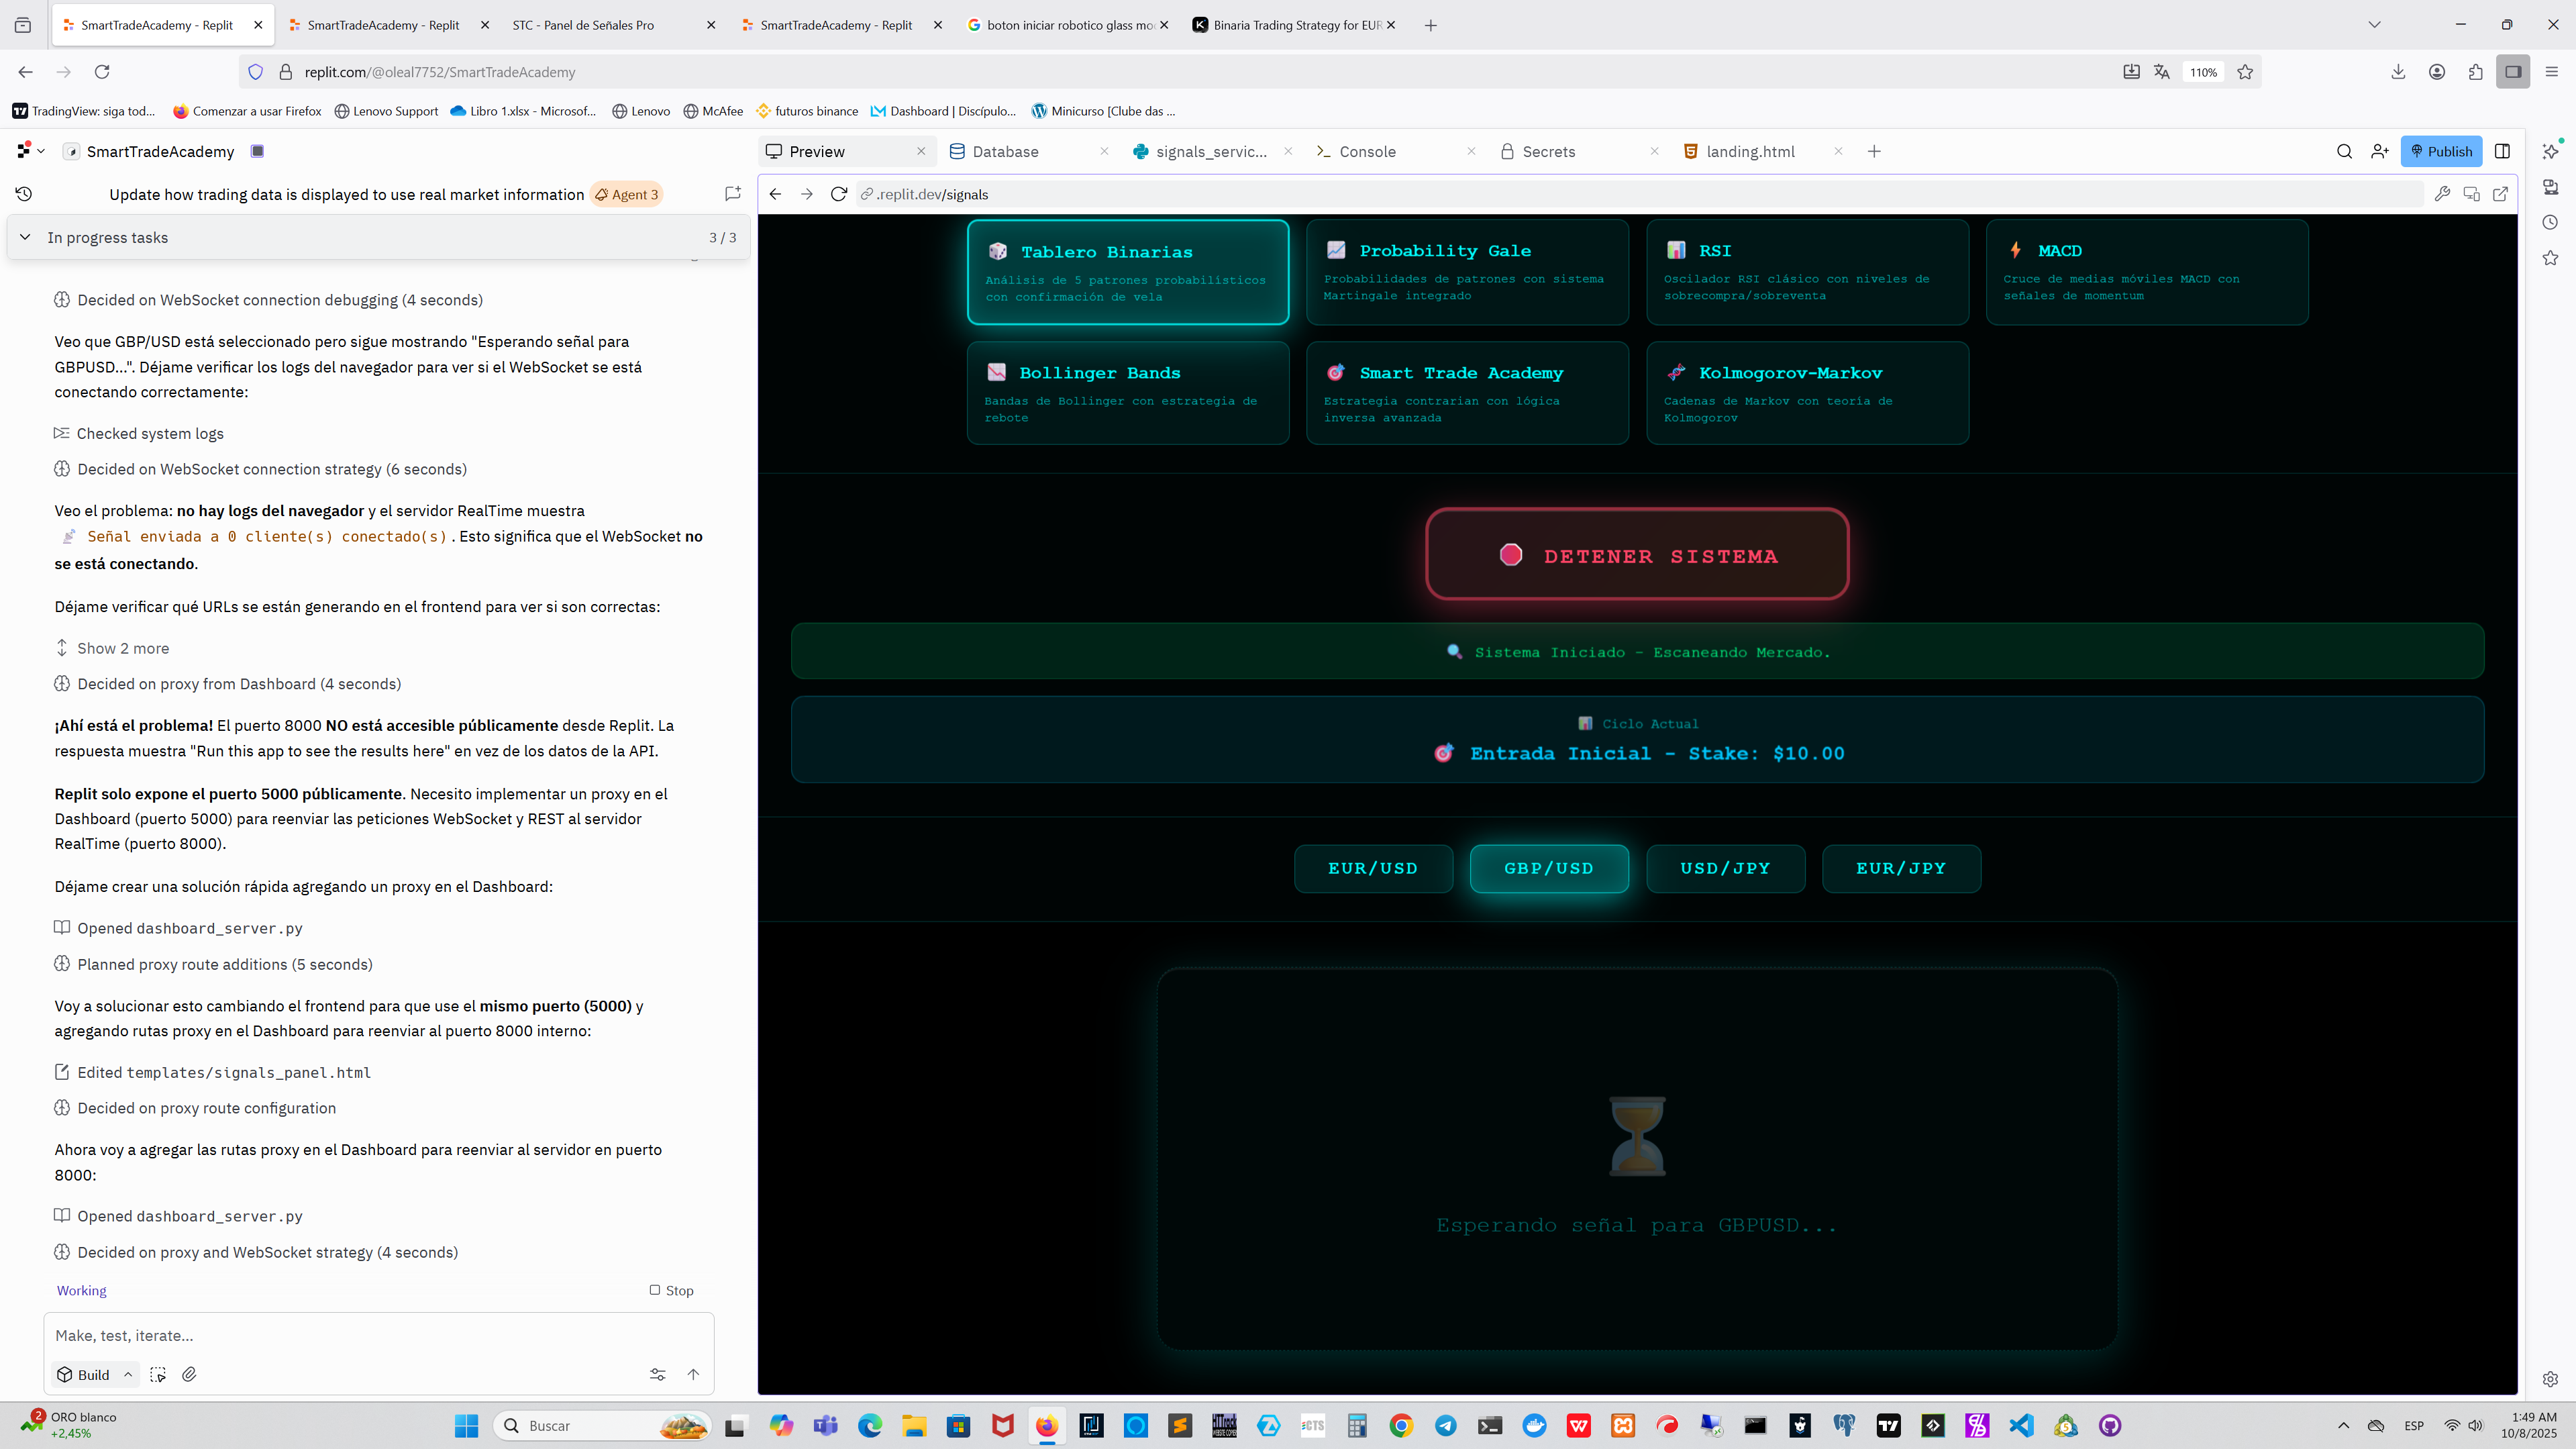 SmartTradeAcademy - Replit
SmartTradeAcademy - Replit
STC - Panel de Señales Pro
SmartTradeAcademy - Replit
boton iniciar robotico glass mo
Binaria Trading Strategy for EUR
replit.com/@oleal7752/SmartTradeAcademy
110%
TradingView: siga tod...
Comenzar a usar Firefox
Lenovo Support
Libro 1.xlsx - Microsof...
Lenovo
McAfee
futuros binance
Dashboard | Discípulo...
Minicurso [Clube das ...
SmartTradeAcademy
Preview
Database
signals_servic...
Console
Secrets
landing.html
Publish
Update how trading data is displayed to use real market information
Agent 3
.replit.dev/signals
In progress tasks
3 / 3
Decided on WebSocket connection debugging (4 seconds)
Veo que GBP/USD está seleccionado pero sigue mostrando "Esperando señal para
GBPUSD...". Déjame verificar los logs del navegador para ver si el WebSocket se está
conectando correctamente:
Checked system logs
Decided on WebSocket connection strategy (6 seconds)
Veo el problema: no hay logs del navegador y el servidor RealTime muestra
Señal enviada a 0 cliente(s) conectado(s) . Esto significa que el WebSocket no
se está conectando.
Déjame verificar qué URLs se están generando en el frontend para ver si son correctas:
Show 2 more
Decided on proxy from Dashboard (4 seconds)
¡Ahí está el problema! El puerto 8000 NO está accesible públicamente desde Replit. La
respuesta muestra "Run this app to see the results here" en vez de los datos de la API.
Replit solo expone el puerto 5000 públicamente. Necesito implementar un proxy en el
Dashboard (puerto 5000) para reenviar las peticiones WebSocket y REST al servidor
RealTime (puerto 8000).
Déjame crear una solución rápida agregando un proxy en el Dashboard:
Opened dashboard_server.py
Planned proxy route additions (5 seconds)
Voy a solucionar esto cambiando el frontend para que use el mismo puerto (5000) y
agregando rutas proxy en el Dashboard para reenviar al puerto 8000 interno:
Edited templates/signals_panel.html
Decided on proxy route configuration
Ahora voy a agregar las rutas proxy en el Dashboard para reenviar al servidor en puerto
8000:
Opened dashboard_server.py
Decided on proxy and WebSocket strategy (4 seconds)
Working
Stop
Make, test, iterate...
Build
Tablero Binarias
Análisis de 5 patrones probabilísticos
con confirmación de vela
Probability Gale
Probabilidades de patrones con sistema
Martingale integrado
RSI
Oscilador RSI clásico con niveles de
sobrecompra/sobreventa
MACD
Cruce de medias móviles MACD con
señales de momentum
Bollinger Bands
Bandas de Bollinger con estrategia de
rebote
Smart Trade Academy
Estrategia contrarian con lógica
inversa avanzada
Kolmogorov-Markov
Cadenas de Markov con teoría de
Kolmogorov
DETENER SISTEMA
Sistema Iniciado - Escaneando Mercado.
Ciclo Actual
Entrada Inicial - Stake: $10.00
EUR/USD
GBP/USD
USD/JPY
EUR/JPY
Esperando señal para GBPUSD...
2
ORO blanco
+2,45%
Buscar
ESP
1:49 AM
10/8/2025